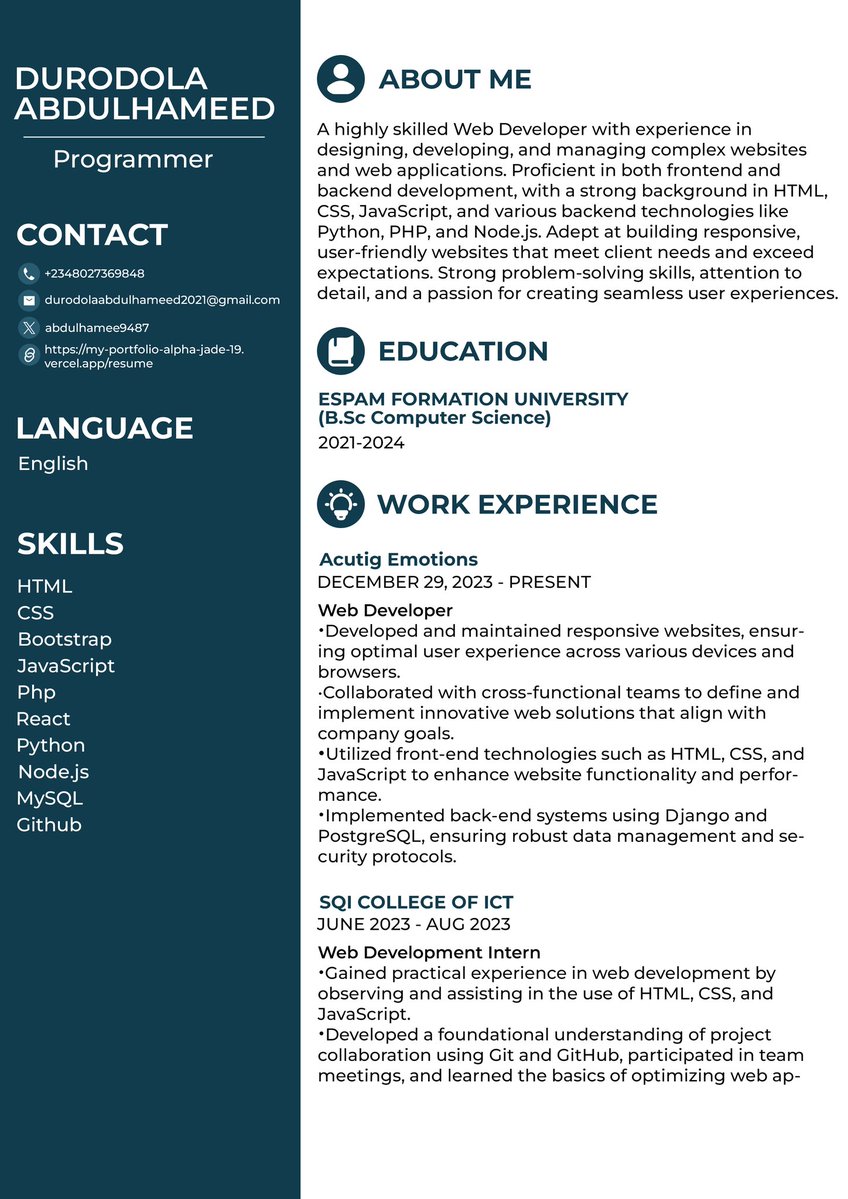 DURODOLA
ABDULHAMEED
Programmer
CONTACT
+2348027369848
durodolaabdulhameed2021@gmail.com
abdulhamee9487
https://my-portfolio-alpha-jade-19.
vercel.app/resume
LANGUAGE
English
SKILLS
HTML
CSS
Bootstrap
JavaScript
Php
React
Python
Node.js
MySQL
Github
ABOUT ME
A highly skilled Web Developer with experience in
designing, developing, and managing complex websites
and web applications. Proficient in both frontend and
backend development, with a strong background in HTML,
CSS, JavaScript, and various backend technologies like
Python, PHP, and Node.js. Adept at building responsive,
user-friendly websites that meet client needs and exceed
expectations. Strong problem-solving skills, attention to
detail, and a passion for creating seamless user experiences.
EDUCATION
ESPAM FORMATION UNIVERSITY
(B.Sc Computer Science)
2021-2024
WORK EXPERIENCE
Acutig Emotions
DECEMBER 29, 2023 - PRESENT
Web Developer
•Developed and maintained responsive websites, ensur-
ing optimal user experience across various devices and
browsers.
·Collaborated with cross-functional teams to define and
implement innovative web solutions that align with
company goals.
•Utilized front-end technologies such as HTML, CSS, and
JavaScript to enhance website functionality and perfor-
mance.
•Implemented back-end systems using Django and
PostgreSQL, ensuring robust data management and se-
curity protocols.
SQI COLLEGE OF ICT
JUNE 2023 - AUG 2023
Web Development Intern
•Gained practical experience in web development by
observing and assisting in the use of HTML, CSS, and
JavaScript.
•Developed a foundational understanding of project
collaboration using Git and GitHub, participated in team
meetings, and learned the basics of optimizing web ap-